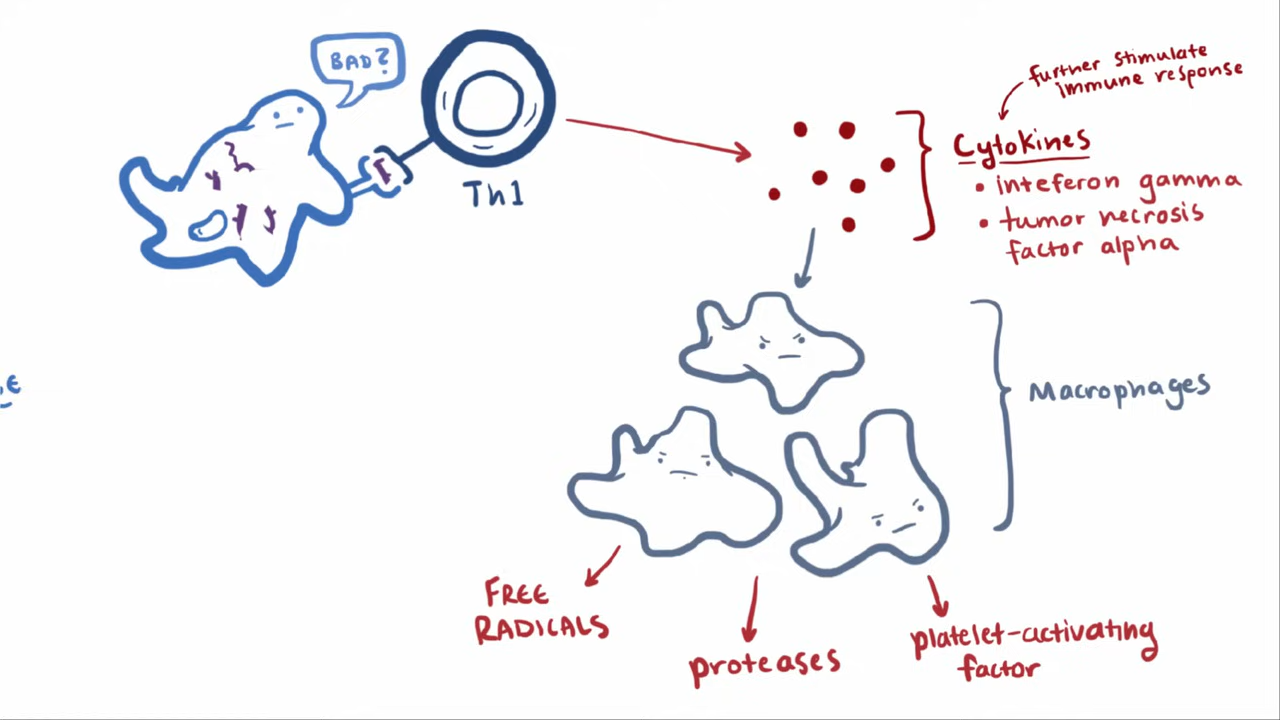 BAD?
Th1
further stimulate
immune response
Cytokines
• inteferon gamma
• tumor necrosis
factor alpha
Macrophages
FREE
RADICALS
proteases
platelet-activating
factor